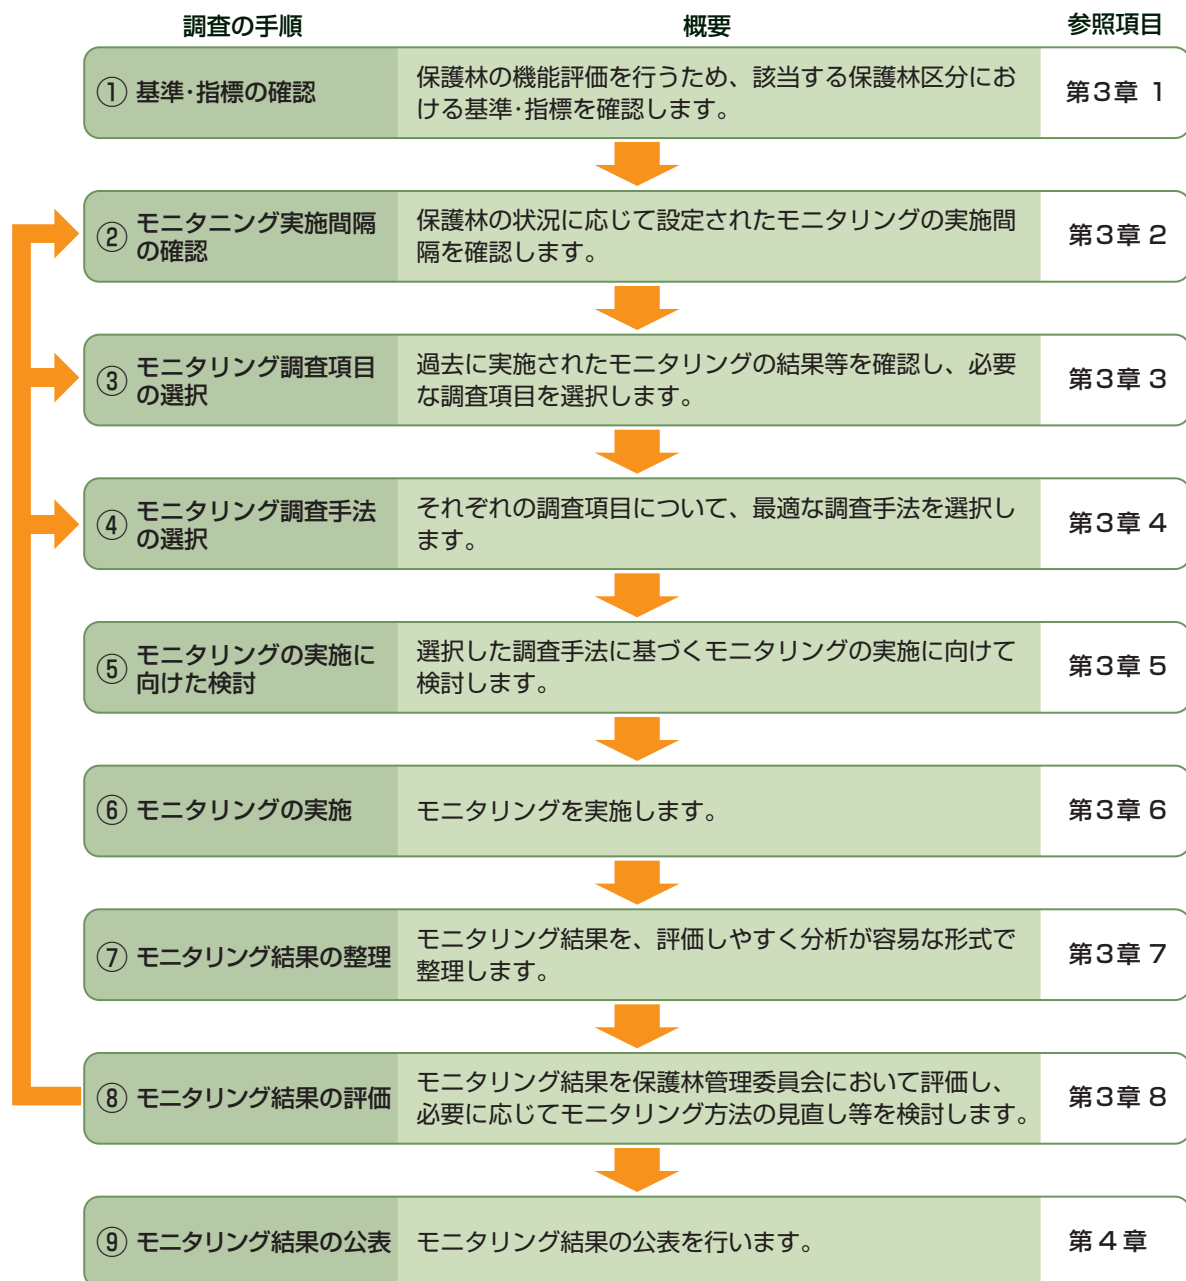 調査の手順 概要 参照項目
① 基準･指標の確認
保護林の機能評価を行うため、該当する保護林区分にお
ける基準･指標を確認します。
第3章 1
② モニタニング実施間隔
の確認
保護林の状況に応じて設定されたモニタリングの実施間
隔を確認します。
第3章 2
③ モニタリング調査項目
の選択
過去に実施されたモニタリングの結果等を確認し、必要
な調査項目を選択します。
第3章 3
④ モニタリング調査手法
の選択
それぞれの調査項目について、最適な調査手法を選択し
ます。
第3章 4
⑤ モニタリングの実施に
向けた検討
選択した調査手法に基づくモニタリングの実施に向けて
検討します。
第3章 5
⑥ モニタリングの実施
モニタリングを実施します。
第3章 6
⑦ モニタリング結果の整理
モニタリング結果を、評価しやすく分析が容易な形式で
整理します。
第3章 7
⑧ モニタリング結果の評価
モニタリング結果を保護林管理委員会において評価し、
必要に応じてモニタリング方法の見直し等を検討します。
第3章 8
⑨ モニタリング結果の公表
モニタリング結果の公表を行います。
第4章